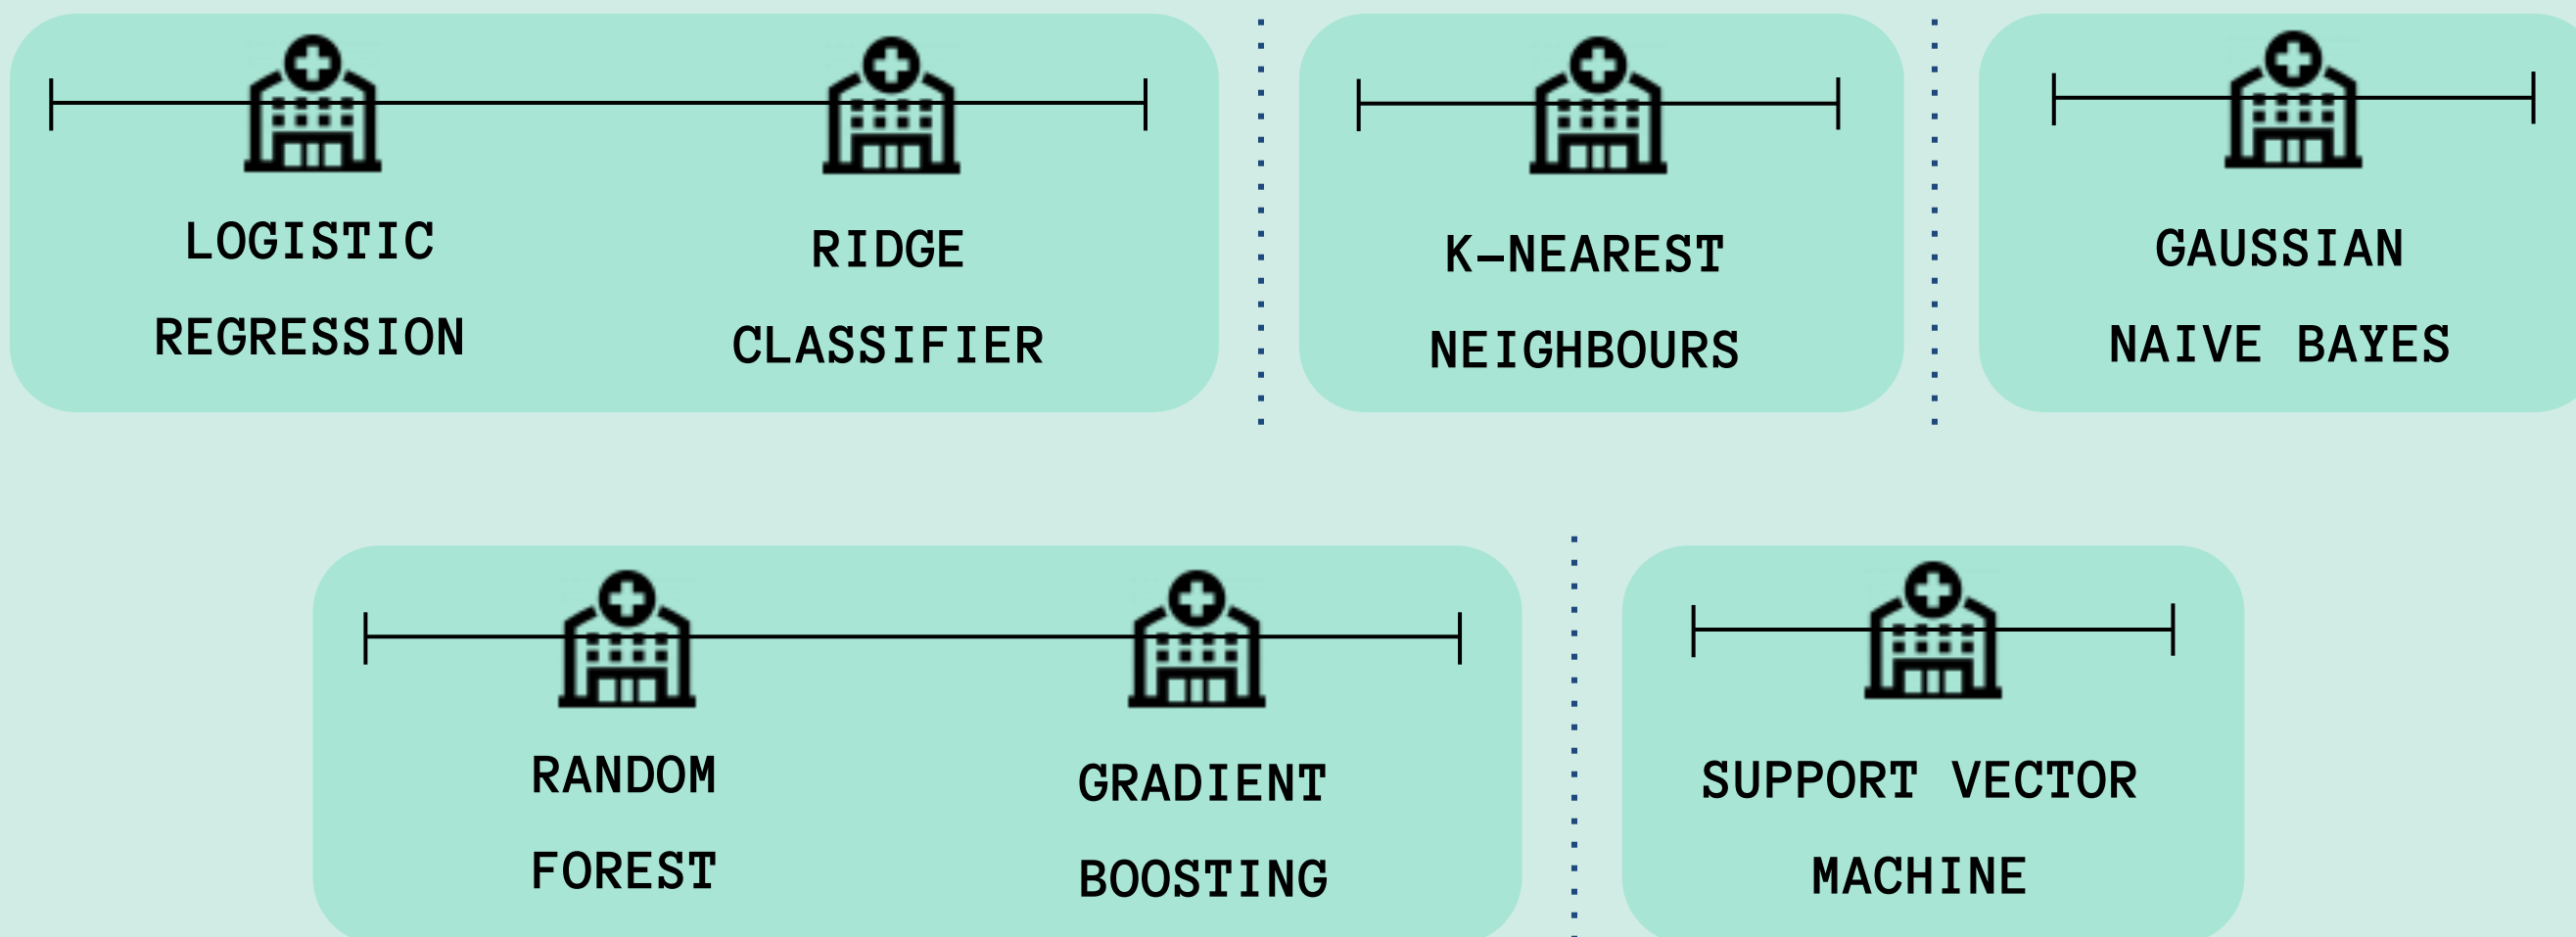 LOGISTIC
REGRESSION
RIDGE
CLASSIFIER
K-NEAREST
NEIGHBOURS
GAUSSIAN
NAIVE BAYES
RANDOM
FOREST
GRADIENT
BOOSTING
SUPPORT VECTOR
MACHINE